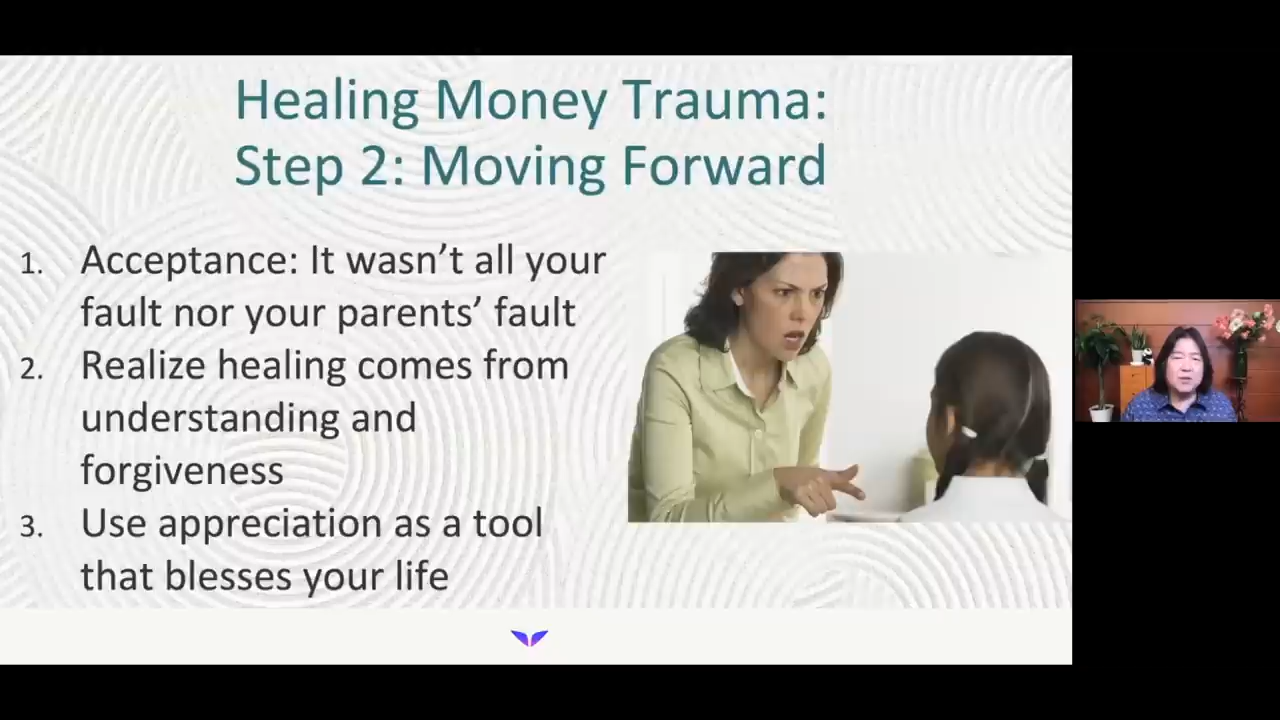 Healing Money Trauma:
Step 2: Moving Forward
1. Acceptance: It wasn’t all your
fault nor your parents’ fault
2. Realize healing comes from
understanding and
forgiveness
3. Use appreciation as a tool
that blesses your life